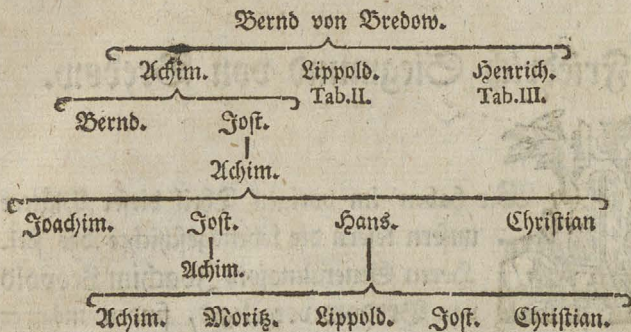 Bernd von Bredow.
Achim. Lippold. Henrich.
Tab.II. Tab.III.
Bernd. Jost.
Achim.
Joachim. Jost. Hans. Christian
Achim.
Achim. Moritz. Lippold. Jost. Christian.